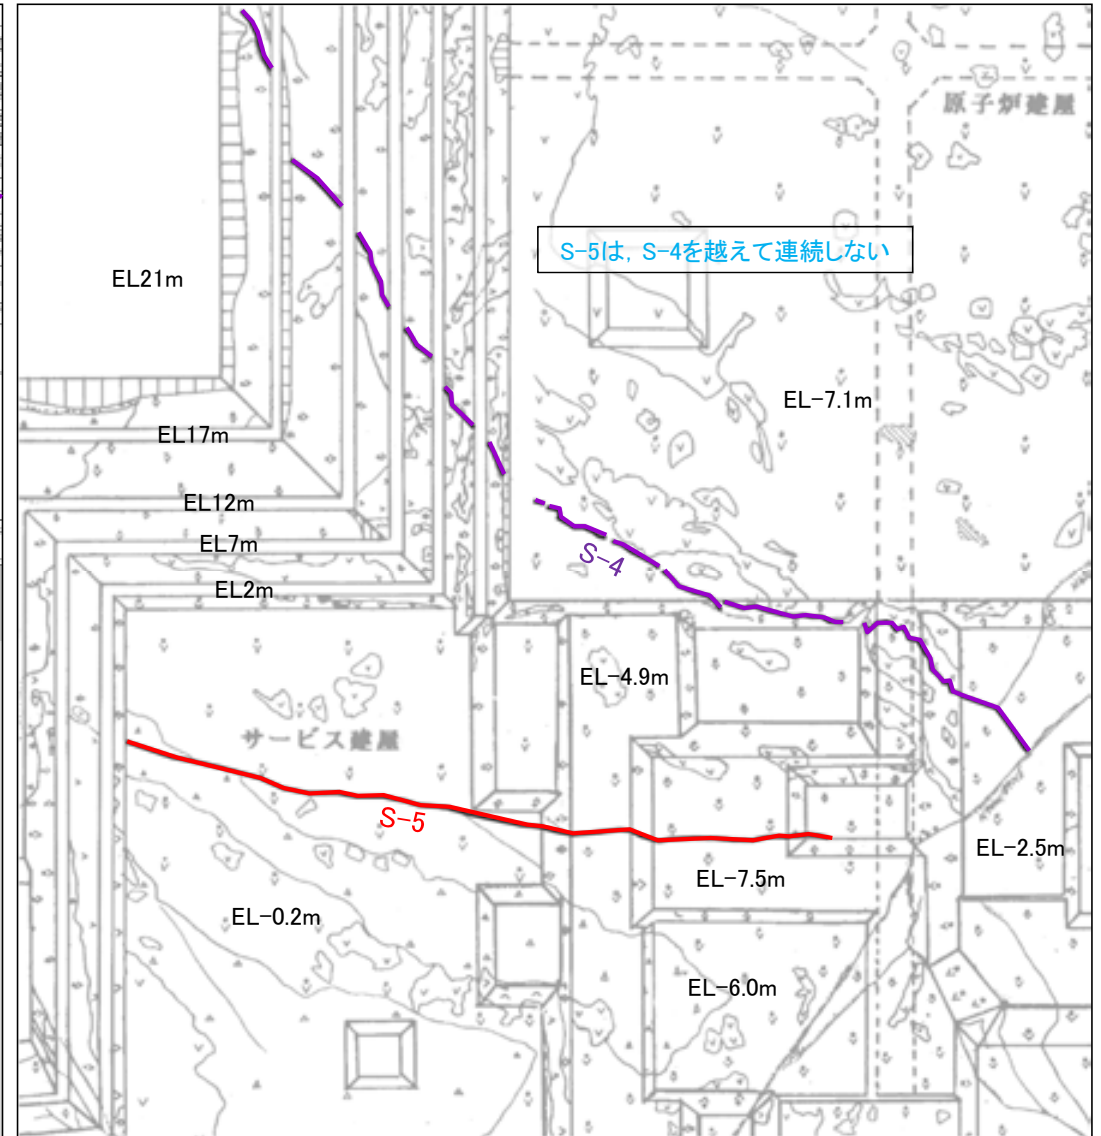 原子炉建屋
S-5は，S-4を越えて連続しない
EL21m
EL-7.1m
EL17m
EL12m
EL7m
S-4
EL2m
EL-4.9m
サービス建屋
S-5
EL-2.5m
EL-7.5m
EL-0.2m
EL-6.0m